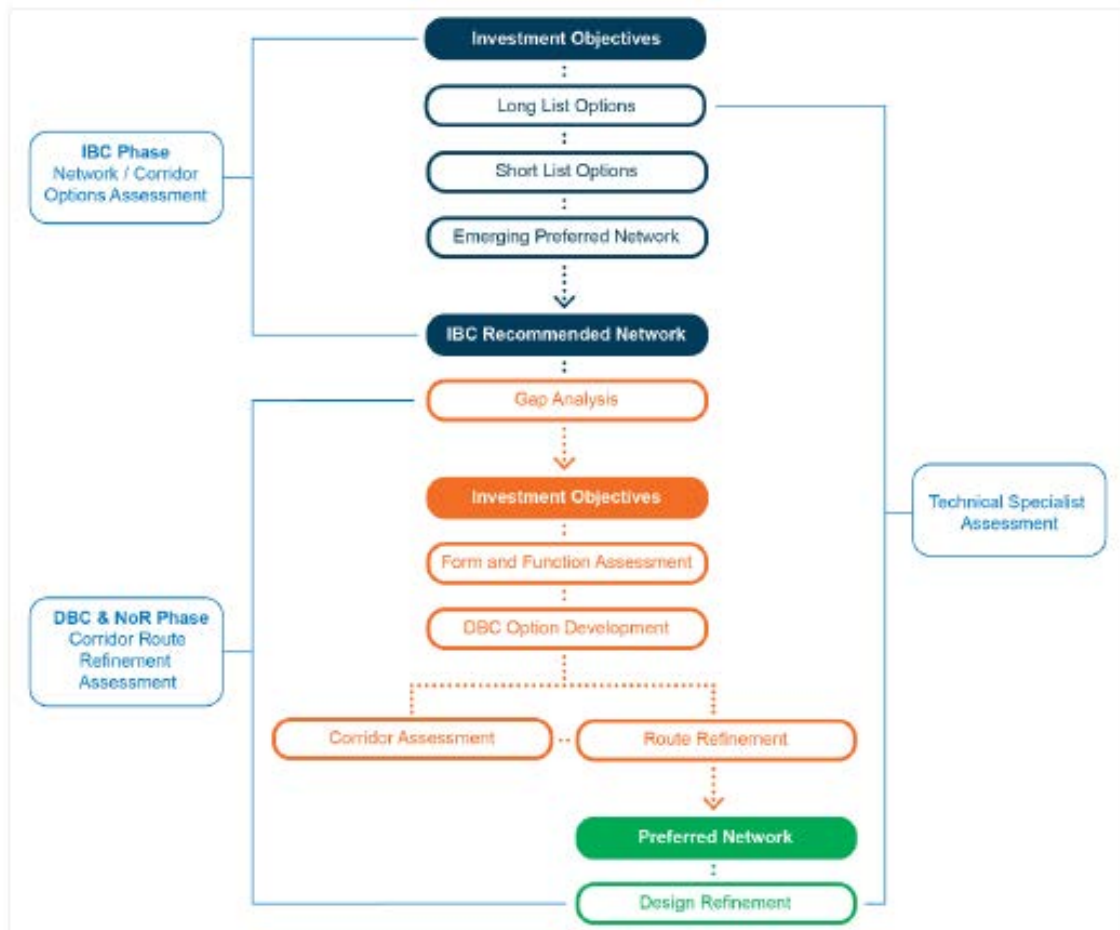 Investment Objectives
Long List Options
IBC Phase
Network / Corridor
Options Assessment
Short List Options
Emerging Preferred Network
IBC Recommended Network
Gap Analysis
Investment Objectives
Technical Specialist
Assessment
Form and Function Assessment
DBC & NoR Phase
Corridor Route
Refinement
Assessment
DBC Option Development
Corridor Assessment
Route Refinement
Preferred Network
Design Refinement